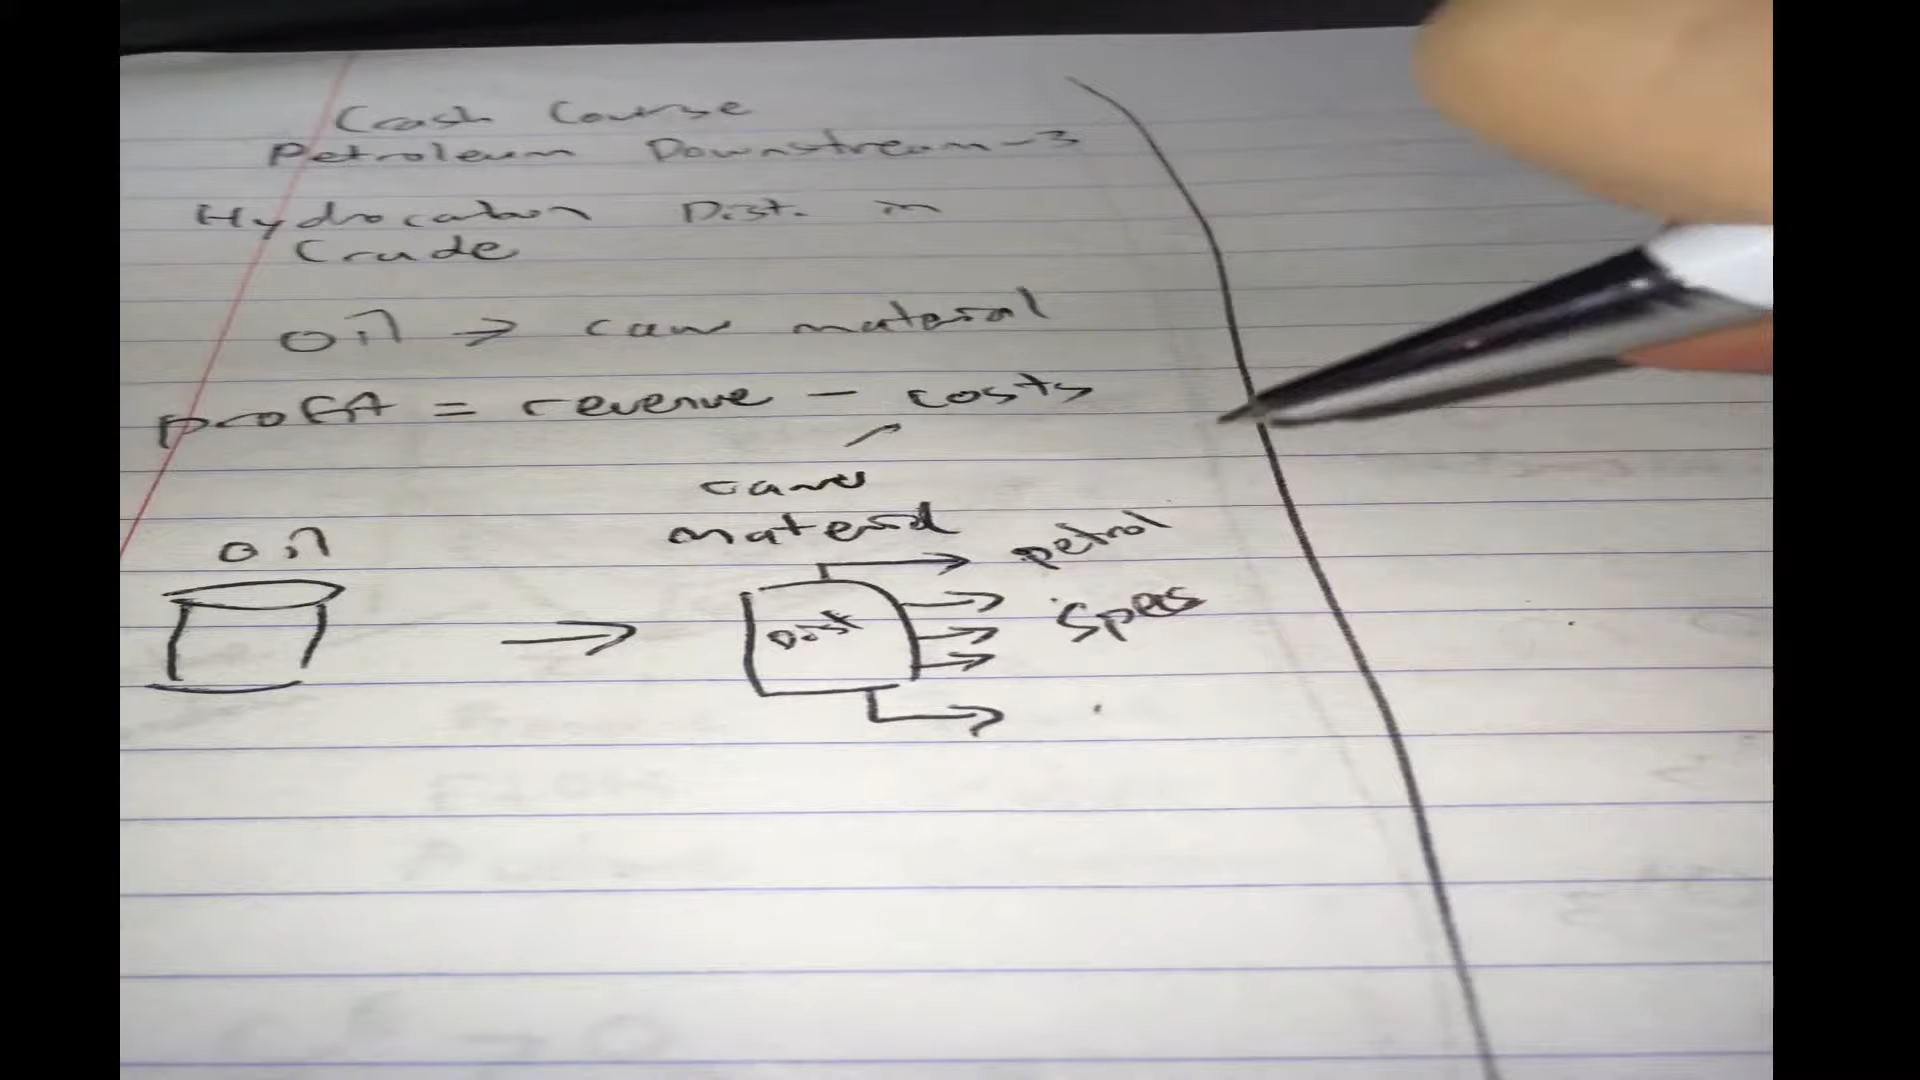 Crash Course
Petroleum Downstream-3
Hydrocarbon Dist. in
Crude
oil → raw material
profit = revenue - costs
raw
material
oil
petrol
Dist
Specs